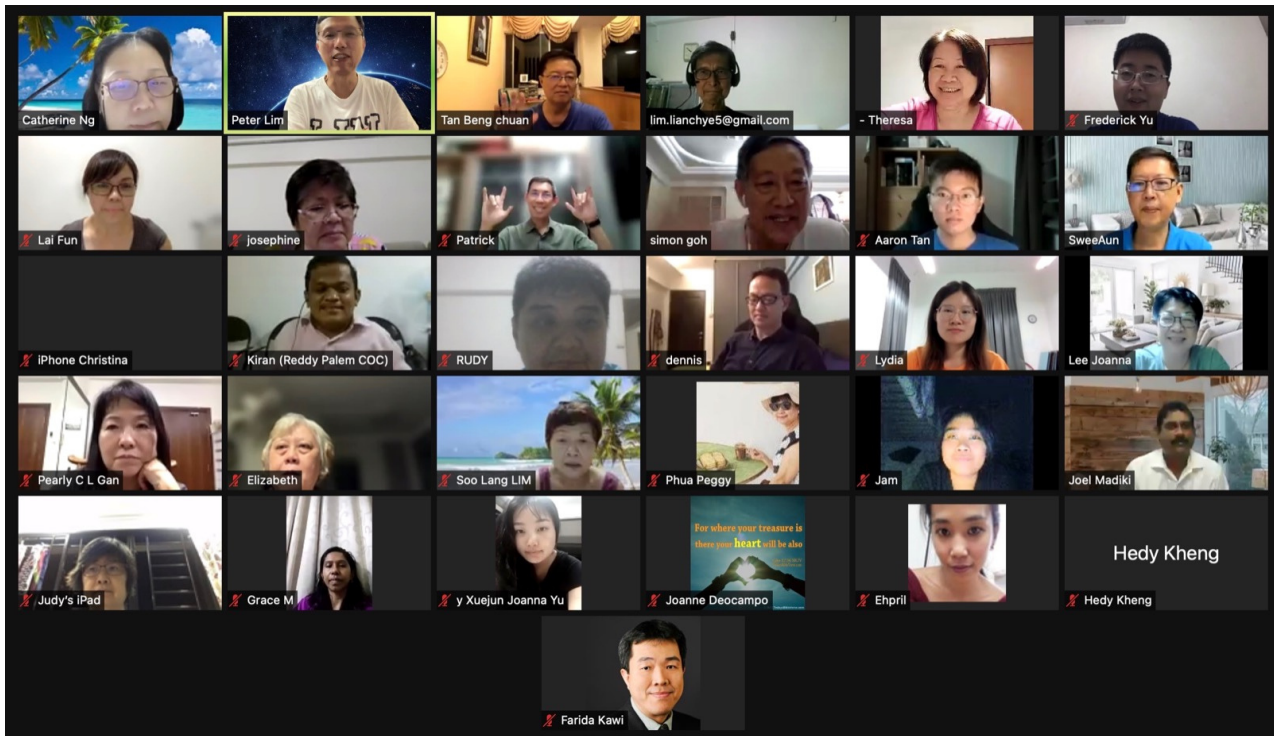 Catherine Ng
Peter Lim
Tan Beng chuan
lim.lianchye5@gmail.com
- Theresa
Frederick Yu
Lai Fun
josephine
Patrick
simon goh
Aaron Tan
SweeAun
iPhone Christina
Kiran (Reddy Palem COC)
RUDY
dennis
Lydia
Lee Joanna
Pearly C L Gan
Elizabeth
Soo Lang LIM
Phua Peggy
Jam
Joel Madiki
Judy's iPad
Grace M
y Xuejun Joanna Yu
For where your treasure is
there your heart will be also
Joanne Deocampo
Ehpril
Hedy Kheng
Hedy Kheng
Farida Kawi